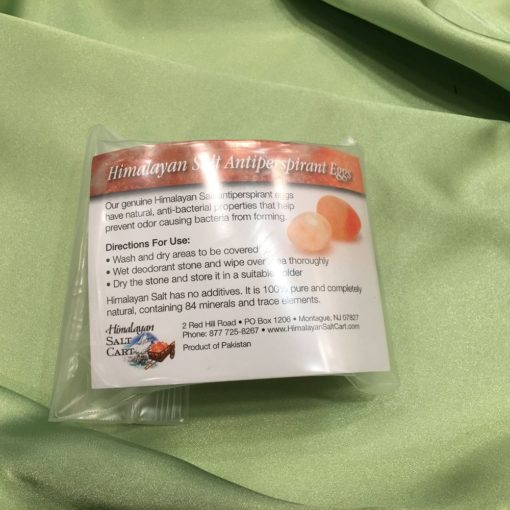 Himalayan Salt Antiperspirant Eggs
Our genuine Himalayan Salt antiperspirant eggs
have natural, anti-bacterial properties that help
prevent odor causing bacteria from forming.
Directions For Use:
• Wash and dry areas to be covered
• Wet deodorant stone and wipe over area thoroughly
• Dry the stone and store it in a suitable holder
Himalayan Salt has no additives. It is 100% pure and completely
natural, containing 84 minerals and trace elements.
Himalayan
SALT
CART
2 Red Hill Road • PO Box 1206 • Montague, NJ 07827
Phone: 877 725-8267 • www.HimalayanSaltCart.com
Product of Pakistan